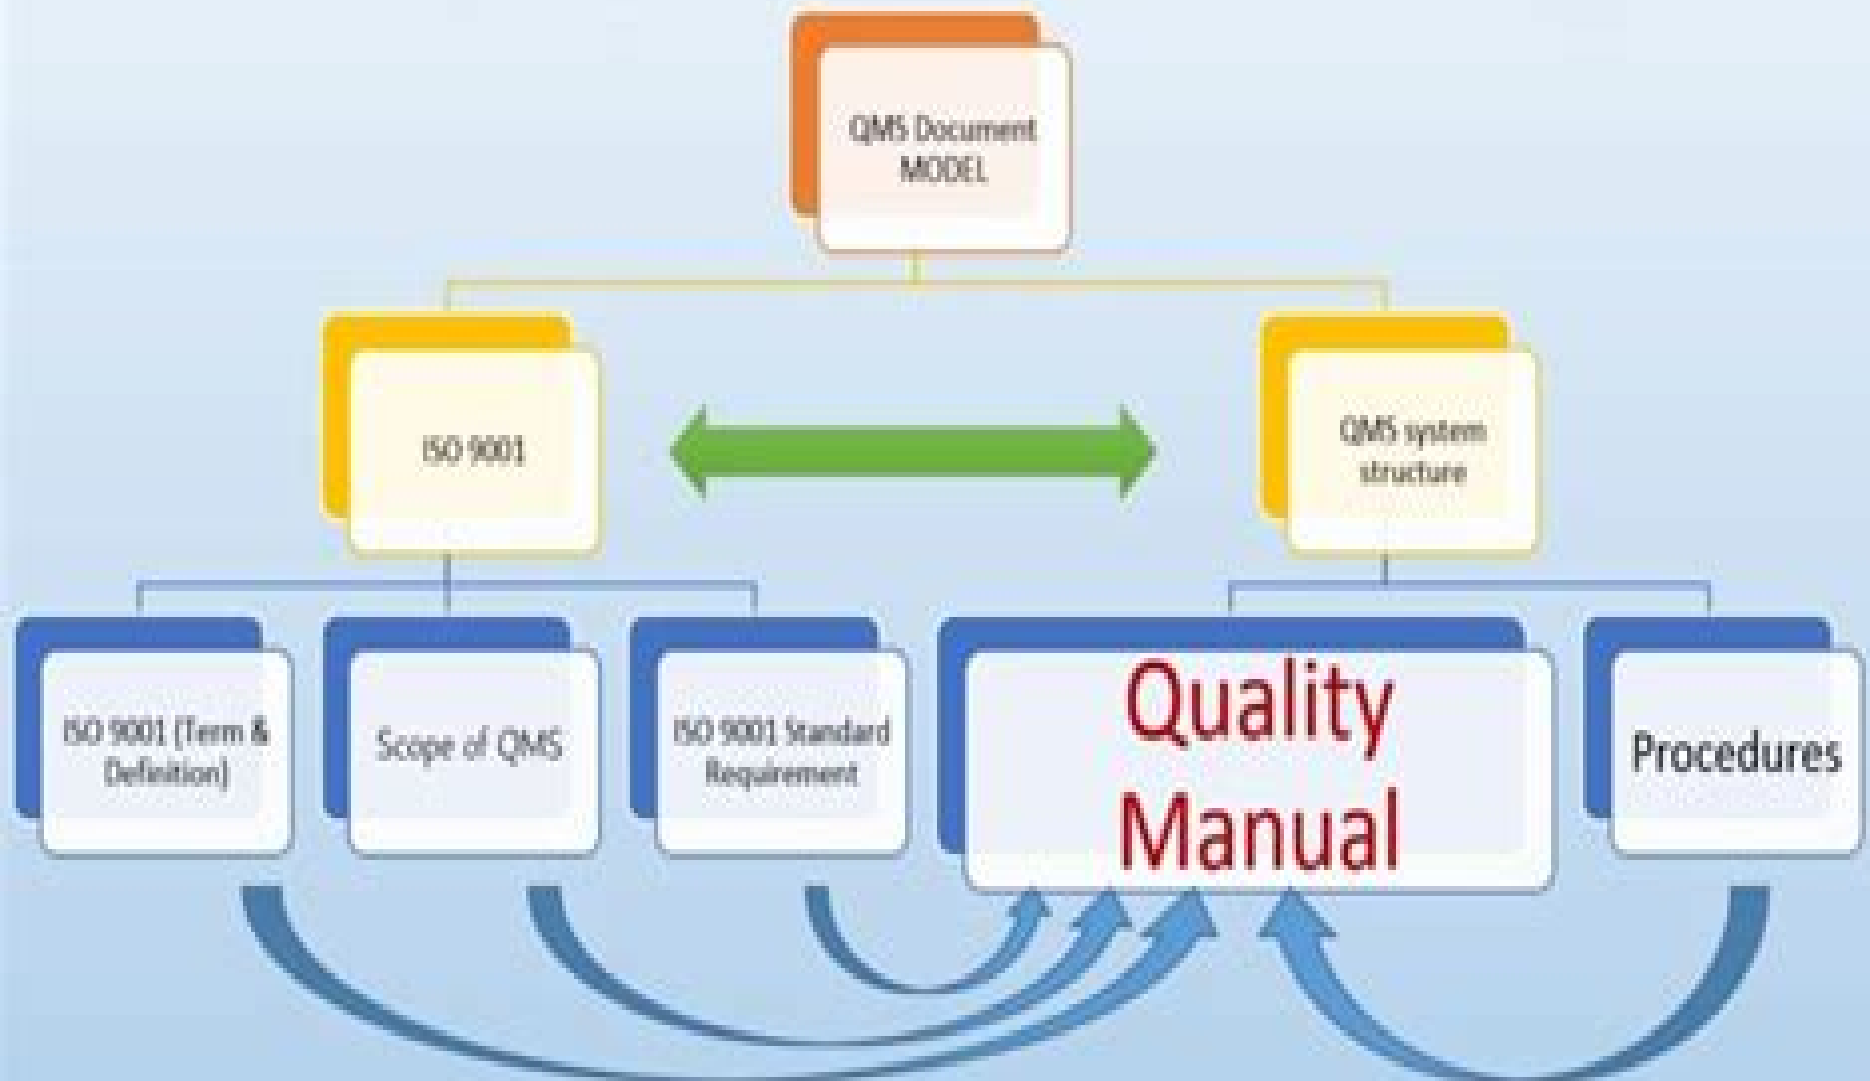 QMS Document
MODEL
ISO 9001
QMS system
structure
ISO 9001 (Term &
Definition)
Scope of QMS
ISO 9001 Standard
Requirement
Quality
Manual
Procedures